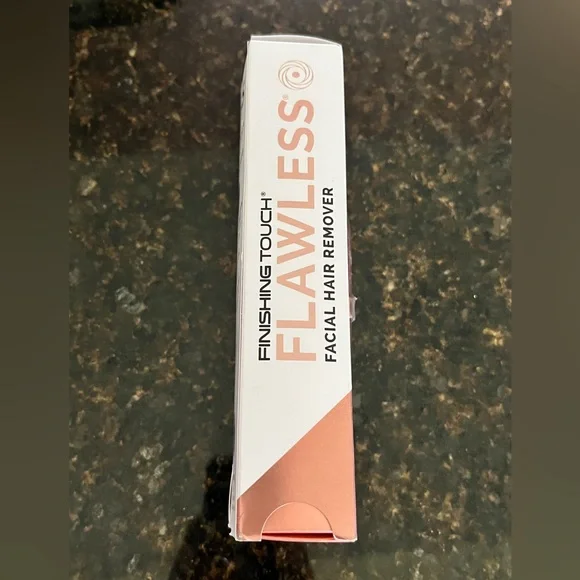 FINISHING TOUCH®
FLAWLESS®
FACIAL HAIR REMOVER